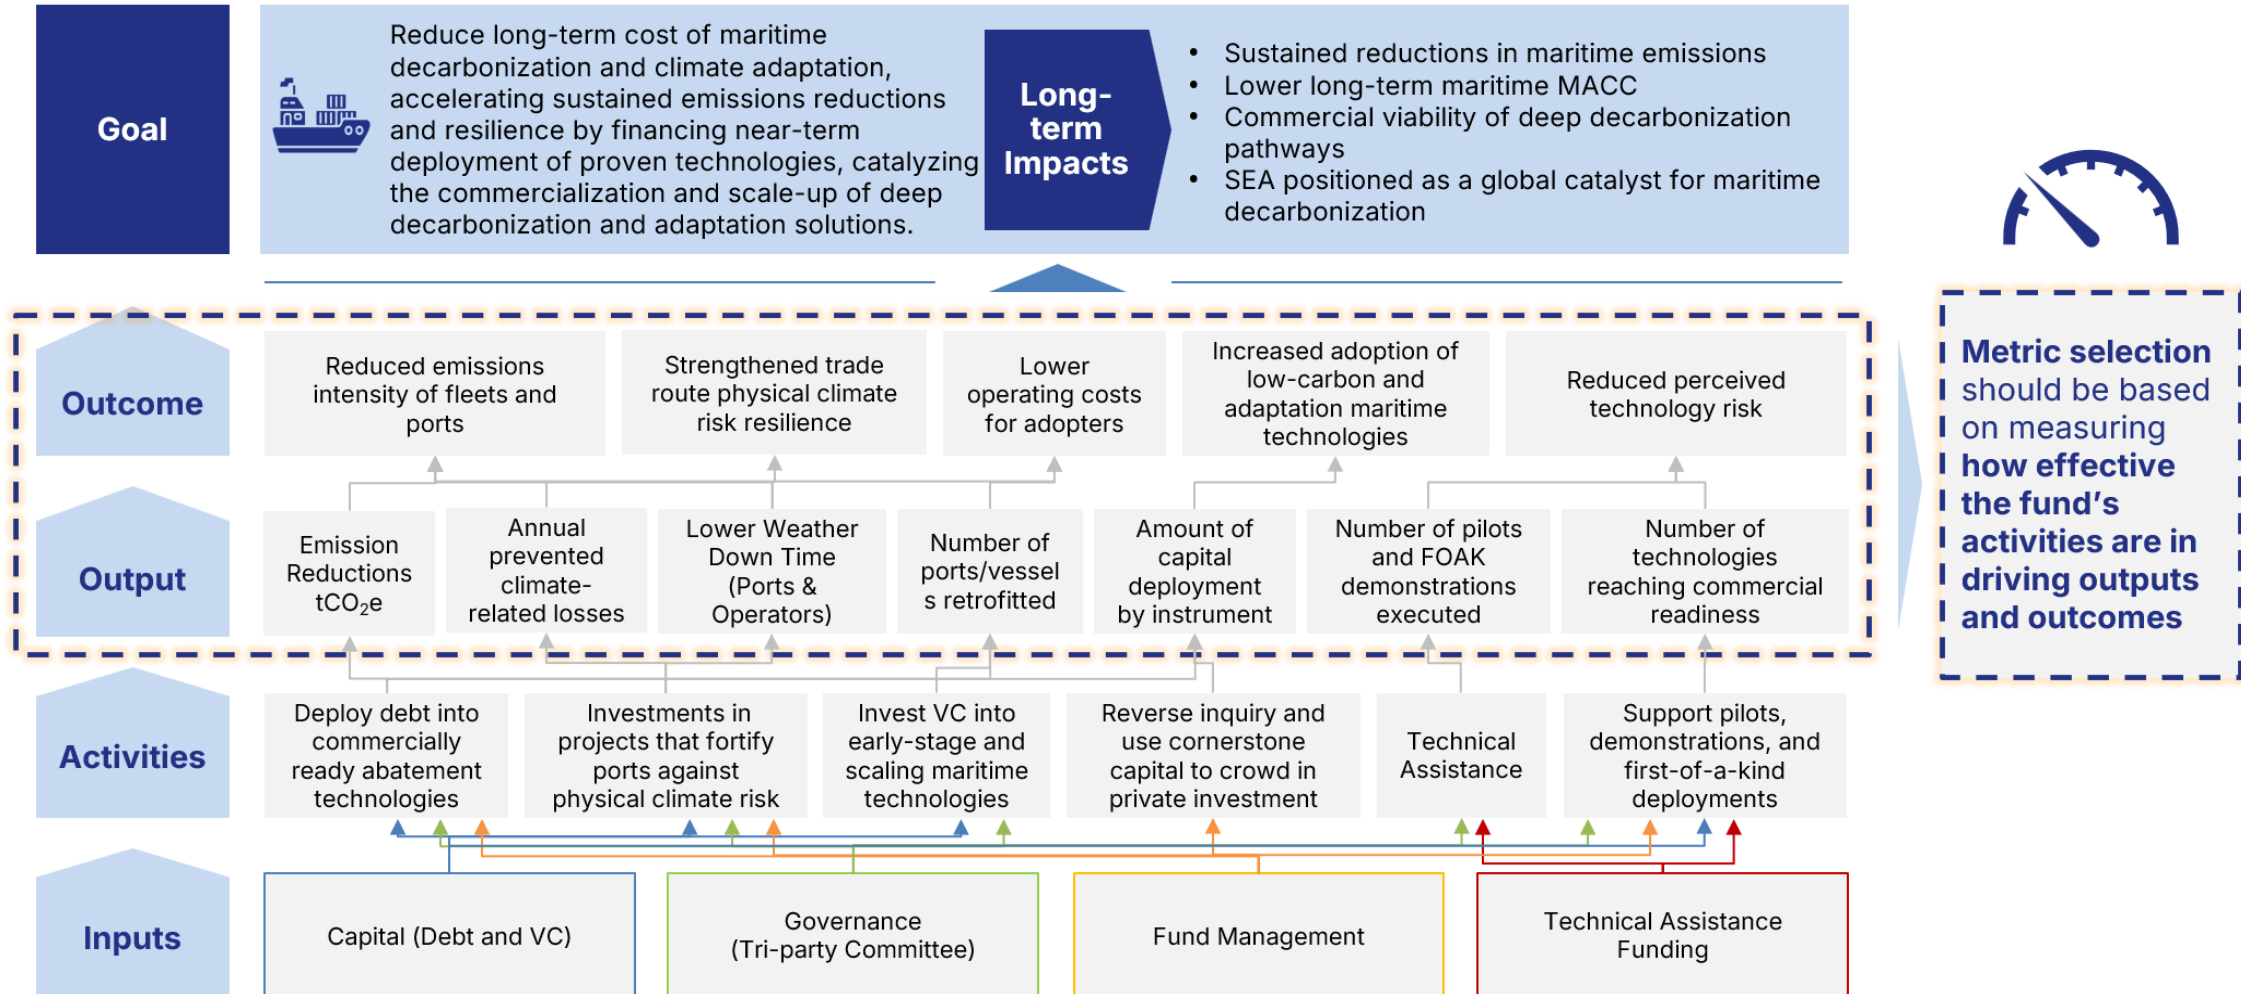 Goal
Reduce long-term cost of maritime
decarbonization and climate adaptation,
accelerating sustained emissions reductions
and resilience by financing near-term
deployment of proven technologies, catalyzing
the commercialization and scale-up of deep
decarbonization and adaptation solutions.
Long-
term
Impacts
• Sustained reductions in maritime emissions
• Lower long-term maritime MACC
• Commercial viability of deep decarbonization
pathways
• SEA positioned as a global catalyst for maritime
decarbonization
Outcome
Reduced emissions
intensity of fleets and
ports
Strengthened trade
route physical climate
risk resilience
Lower
operating costs
for adopters
Increased adoption of
low-carbon and
adaptation maritime
technologies
Reduced perceived
technology risk
Output
Emission
Reductions
tCO₂e
Annual
prevented
climate-
related losses
Lower Weather
Down Time
(Ports &
Operators)
Number of
ports/vessel
s retrofitted
Amount of
capital
deployment
by instrument
Number of pilots
and FOAK
demonstrations
executed
Number of
technologies
reaching commercial
readiness
Activities
Deploy debt into
commercially
ready abatement
technologies
Investments in
projects that fortify
ports against
physical climate risk
Invest VC into
early-stage and
scaling maritime
technologies
Reverse inquiry and
use cornerstone
capital to crowd in
private investment
Technical
Assistance
Support pilots,
demonstrations, and
first-of-a-kind
deployments
Inputs
Capital (Debt and VC)
Governance
(Tri-party Committee)
Fund Management
Technical Assistance
Funding
Metric selection
should be based
on measuring
how effective
the fund's
activities are in
driving outputs
and outcomes